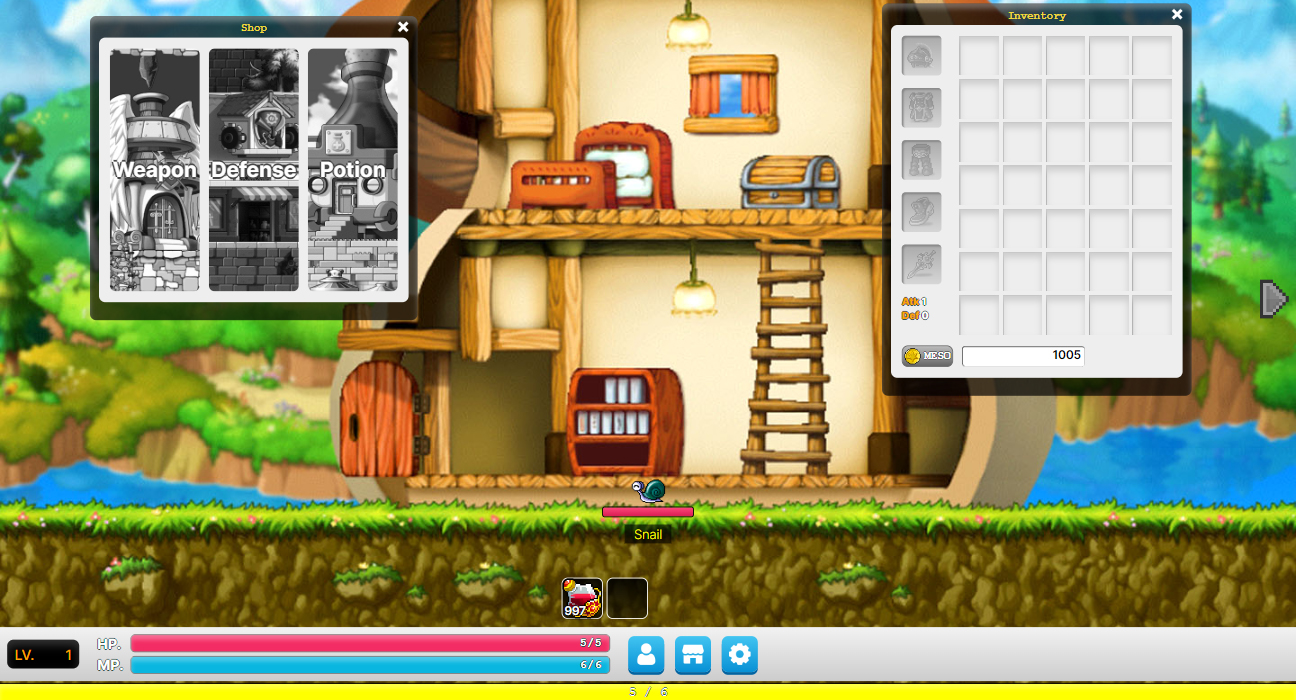 Shop
Weapon
Defense
Potion
Inventory
Atk 1
Def 0
MESO
1005
Snail
997
LV. 1
HP.
5/5
MP.
6/6
5 / 6